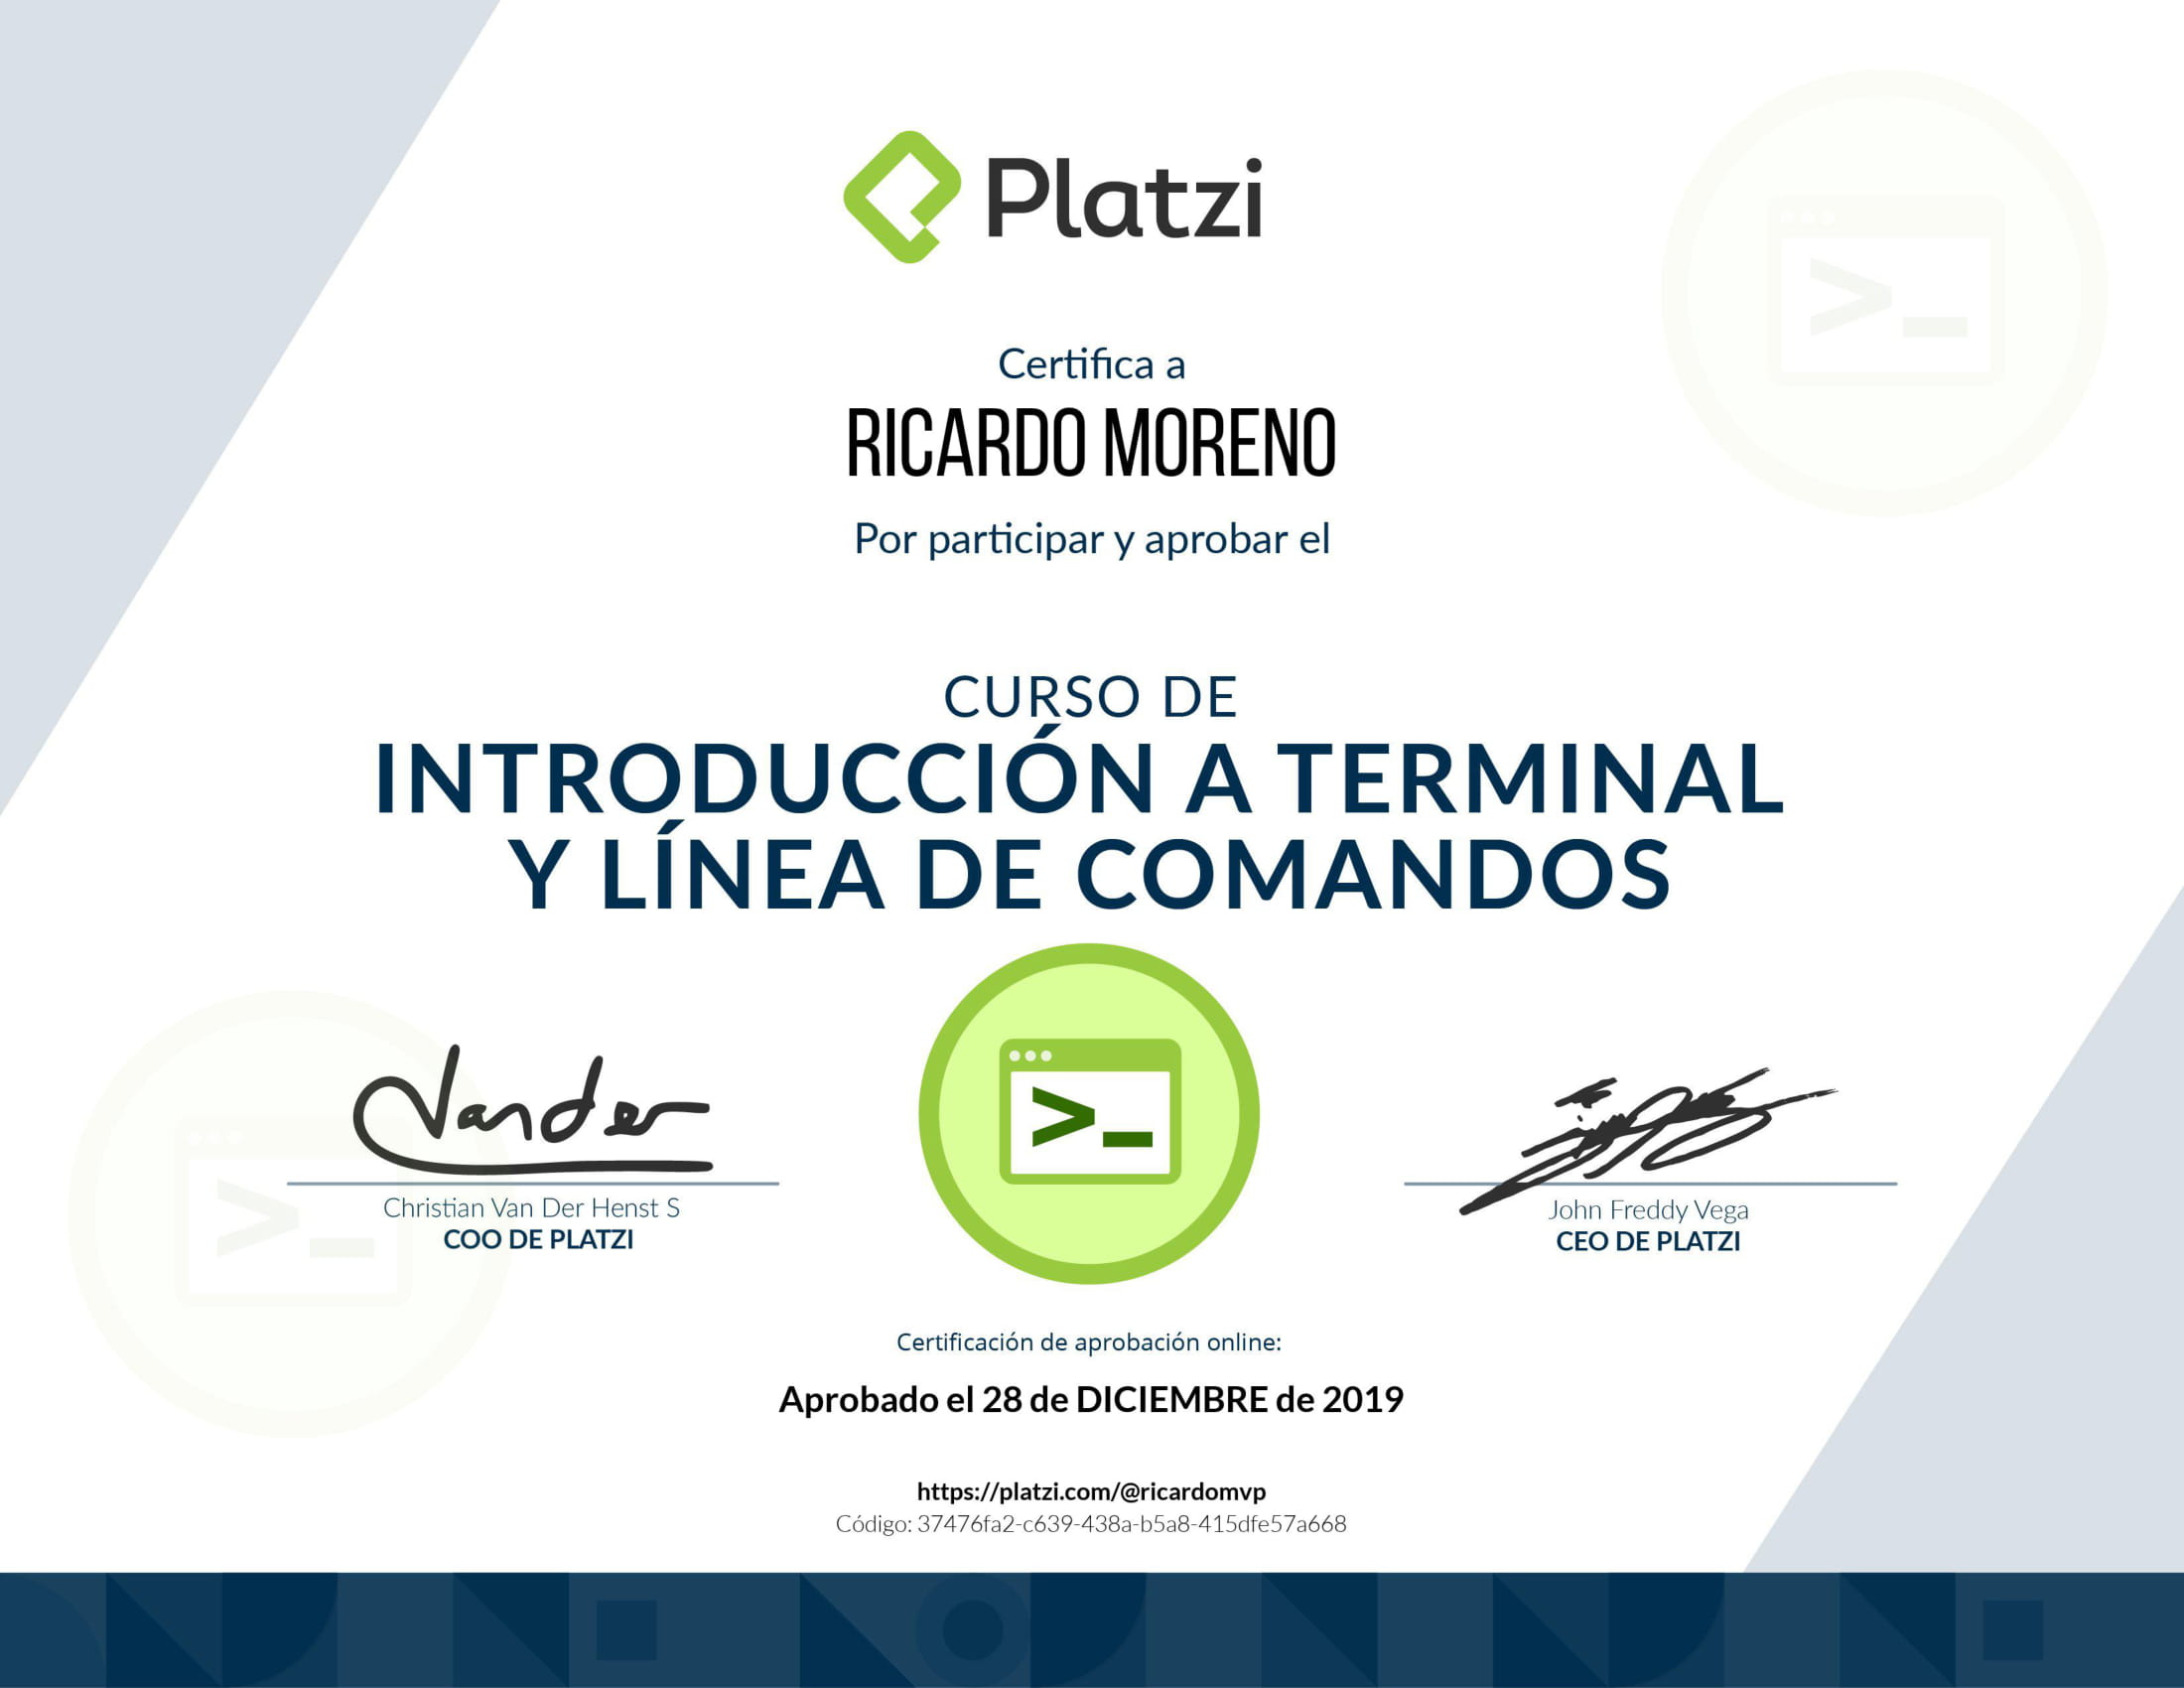 Platzi
Certifica a
RICARDO MORENO
Por participar y aprobar el
CURSO DE
INTRODUCCIÓN A TERMINAL
Y LÍNEA DE COMANDOS
Vander
>_
Christian Van Der Henst S
COO DE PLATZI
John Freddy Vega
CEO DE PLATZI
Certificación de aprobación online:
Aprobado el 28 de DICIEMBRE de 2019
https://platzi.com/@ricardomvp
Código: 37476fa2-c639-438a-b5a8-415dfe57a668